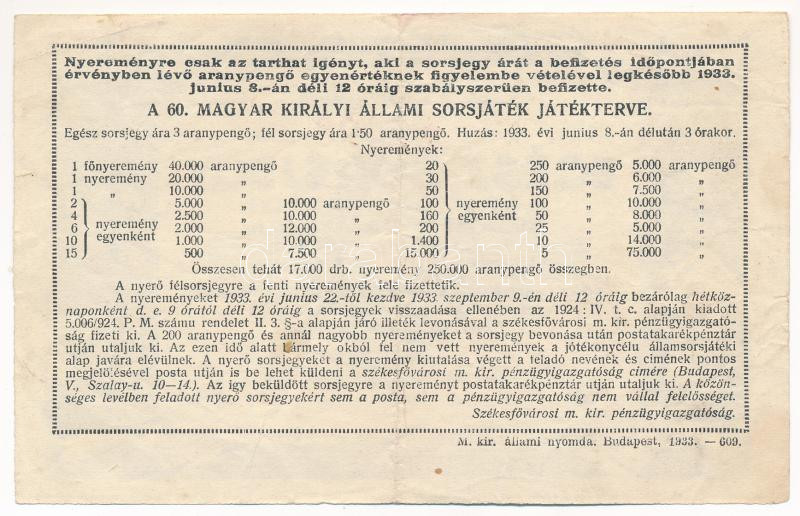 Nyereményre csak az tarthat igényt, aki a sorsjegy árát a befizetés időpontjában
érvényben lévő aranypengő egyenértéknek figyelembe vételével legkésőbb 1933.
junius 8.-án déli 12 óráig szabályszerüen befizette.
A 60. MAGYAR KIRÁLYI ÁLLAMI SORSJÁTÉK JÁTÉKTERVE.
Egész sorsjegy ára 3 aranypengő; fél sorsjegy ára 1·50 aranypengő. Huzás: 1933. évi junius 8.-án délután 3 órakor.
Nyeremények:
1 főnyeremény 40.000 aranypengő 20 250 aranypengő 5.000 aranypengő
1 nyeremény 20.000 „ 30 200 „ 6.000 „
1 „ 10.000 „ 50 150 „ 7.500 „
2 5.000 „ 10.000 aranypengő 100 nyeremény 100 „ 10.000 „
4 nyeremény 2.500 „ 10.000 „ 160 egyenként 50 „ 8.000 „
6 egyenként 2.000 „ 12.000 „ 200 25 „ 5.000 „
10 1.000 „ 10.000 „ 1.400 10 „ 14.000 „
15 500 „ 7.500 „ 15.000 5 „ 75.000 „
Összesen tehát 17.000 drb. nyeremény 250.000 aranypengő összegben.
A nyerő félsorsjegyre a fenti nyeremények fele fizettetik.
A nyereményeket 1933. évi junius 22.-től kezdve 1933. szeptember 9.-én déli 12 óráig bezárólag hétköz-
naponként d. e. 9 órától déli 12 óráig a sorsjegyek visszaadása ellenében az 1924 : IV. t. c. alapján kiadott
5.006/924. P. M. számu rendelet II. 3. §-a alapján járó illeték levonásával a székesfővárosi m. kir. pénzügyigazgató-
ság fizeti ki. A 200 aranypengő és annál nagyobb nyereményeket a sorsjegy bevonása után postatakarékpénztár
utján utaljuk ki. Az ezen idő alatt bármely okból fel nem vett nyeremények a jótékonycélu államsorsjátéki
alap javára elévülnek. A nyerő sorsjegyeket a nyeremény kiutalása végett a feladó nevének és cimének pontos
megjelölésével posta utján is be lehet küldeni a székesfővárosi m. kir. pénzügyigazgatóság cimére (Budapest,
V., Szalay-u. 10—14.). Az igy beküldött sorsjegyre a nyereményt postatakarékpénztár utján utaljuk ki. A közön-
séges levélben feladott nyerő sorsjegyekért sem a posta, sem a pénzügyigazgatóság nem vállal felelősséget.
Székesfővárosi m. kir. pénzügyigazgatóság.
M. kir. állami nyomda. Budapest, 1933. — 609.